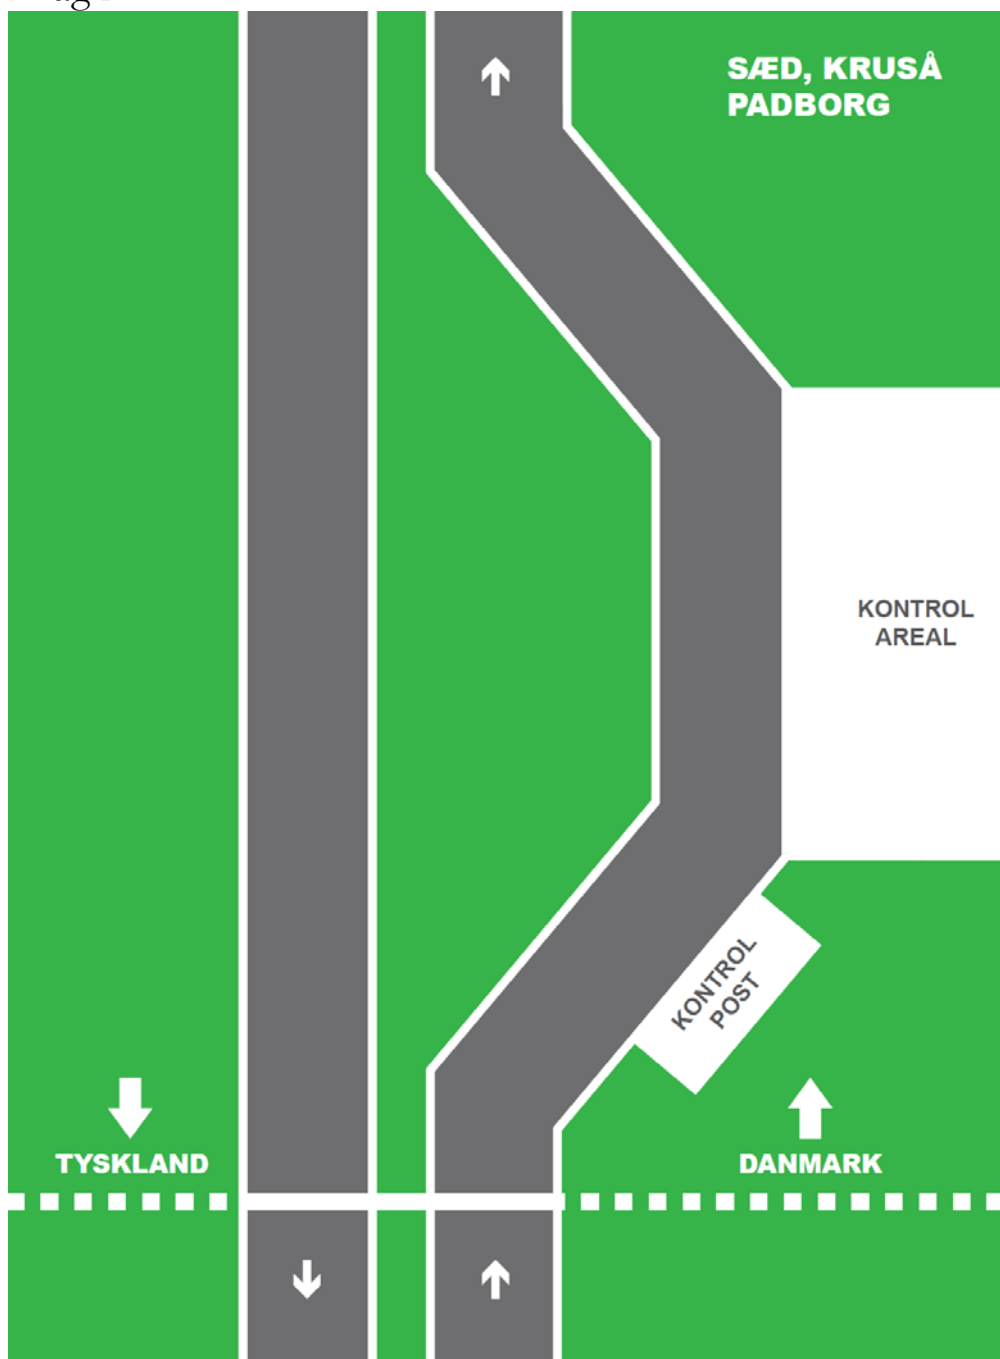 SÆD, KRUSÅ
PADBORG
KONTROL
AREAL
KONTROL
POST
TYSKLAND
DANMARK